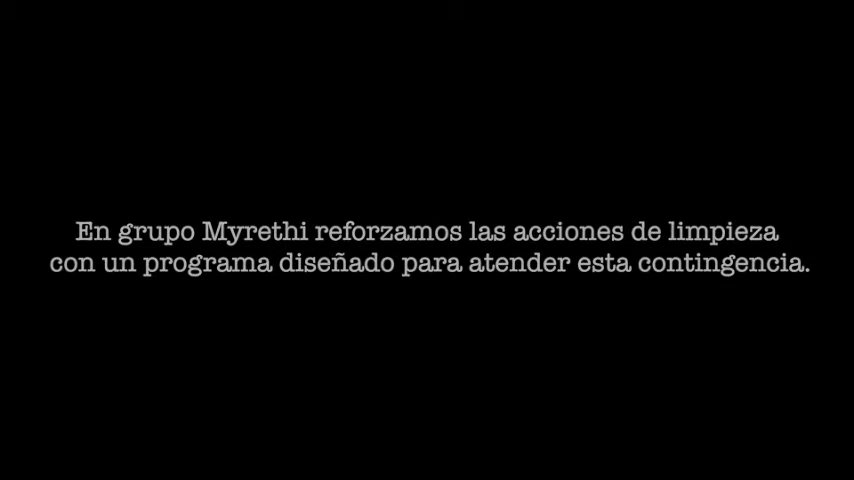 En grupo Myrethi reforzamos las acciones de limpieza
con un programa diseñado para atender esta contingencia.